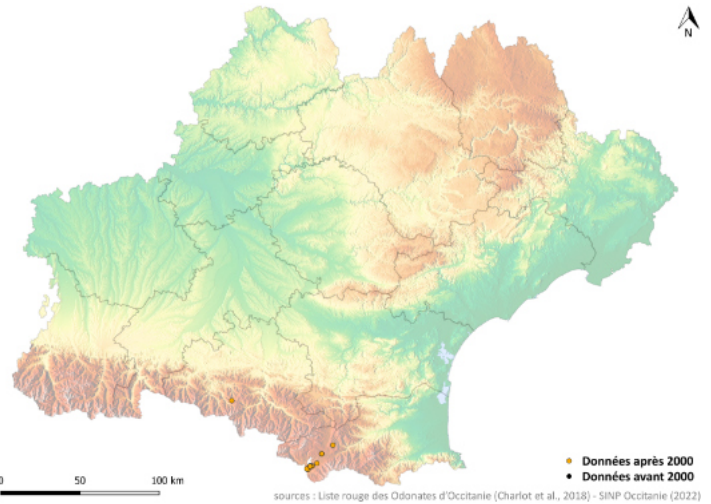 N
Données après 2000
Données avant 2000
0 50 100 km
sources : Liste rouge des Odonates d'Occitanie (Charlot et al., 2018) - SINP Occitanie (2022)